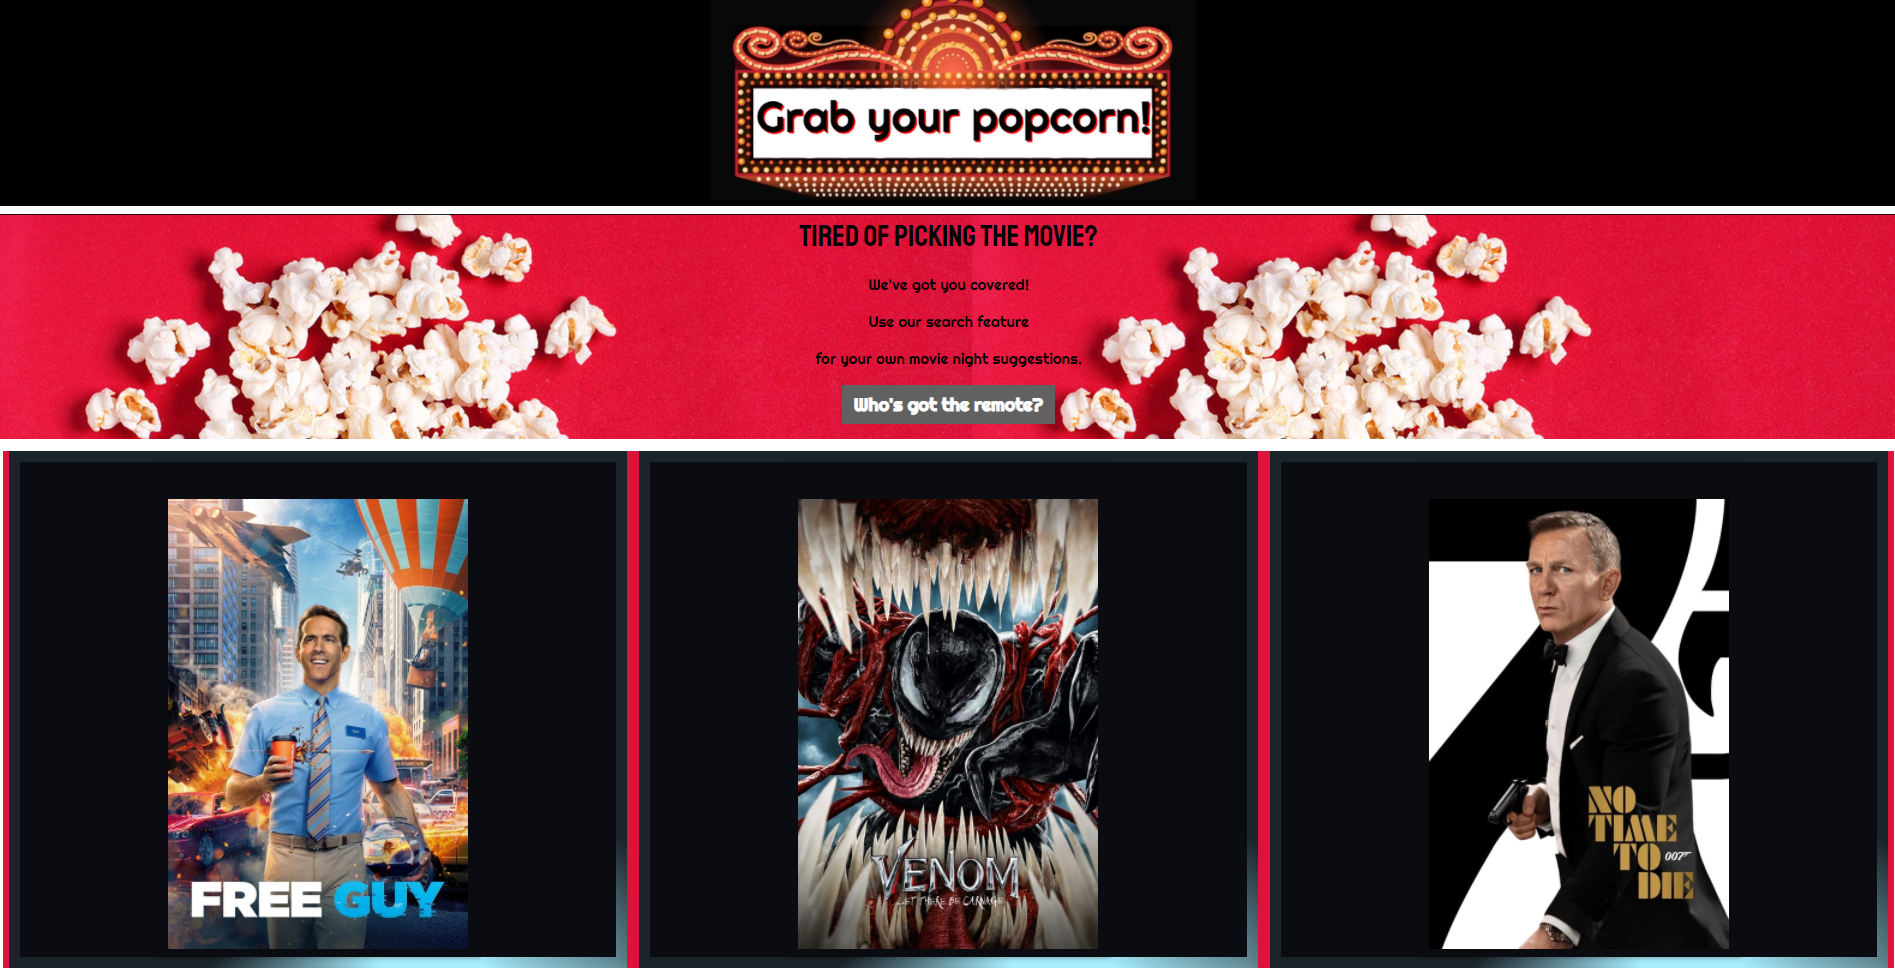 Grab your popcorn!
TIRED OF PICKING THE MOVIE?
We've got you covered!
Use our search feature
for your own movie night suggestions.
Who's got the remote?
FREE GUY
VENOM
LET THERE BE CARNAGE
NO
TIME
TO 007
DIE